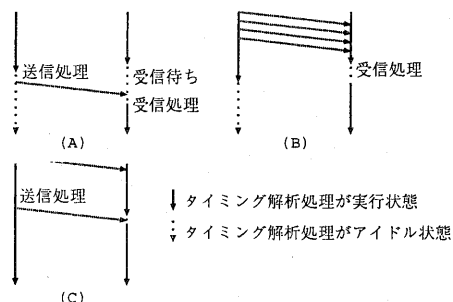 送信処理
受信待ち
受信処理
(A)
受信処理
(B)
送信処理
(C)
タイミング解析処理が実行状態
タイミング解析処理がアイドル状態